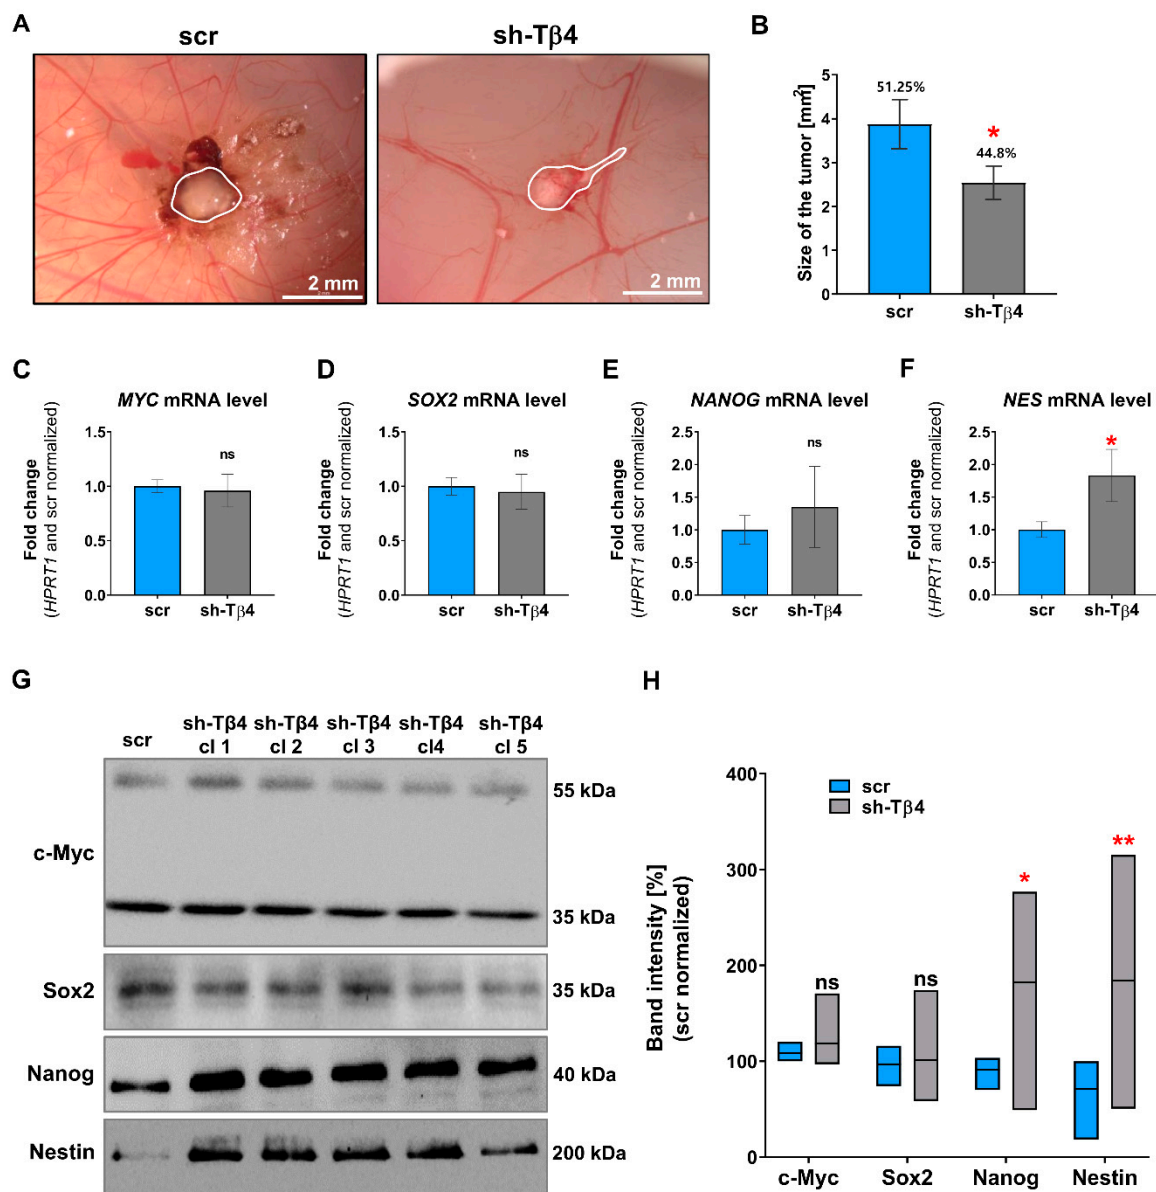 A
scr
sh-Tβ4
2 mm
2 mm
B
Size of the tumor [mm²]
5
4
3
2
1
0
51.25%
*
44.8%
scr
sh-Tβ4
C
MYC mRNA level
Fold change
(HPRT1 and scr normalized)
1.5
1.0
0.5
0.0
ns
scr
sh-Tβ4
D
SOX2 mRNA level
Fold change
(HPRT1 and scr normalized)
1.5
1.0
0.5
0.0
ns
scr
sh-Tβ4
E
NANOG mRNA level
Fold change
(HPRT1 and scr normalized)
2.5
2.0
1.5
1.0
0.5
0.0
ns
scr
sh-Tβ4
F
NES mRNA level
Fold change
(HPRT1 and scr normalized)
2.5
2.0
1.5
1.0
0.5
0.0
*
scr
sh-Tβ4
G
scr
sh-Tβ4
cl 1
sh-Tβ4
cl 2
sh-Tβ4
cl 3
sh-Tβ4
cl4
sh-Tβ4
cl 5
c-Myc
55 kDa
35 kDa
Sox2
35 kDa
Nanog
40 kDa
Nestin
200 kDa
H
Band intensity [%]
(scr normalized)
400
300
200
100
0
scr
sh-Tβ4
ns
ns
*
**
c-Myc
Sox2
Nanog
Nestin